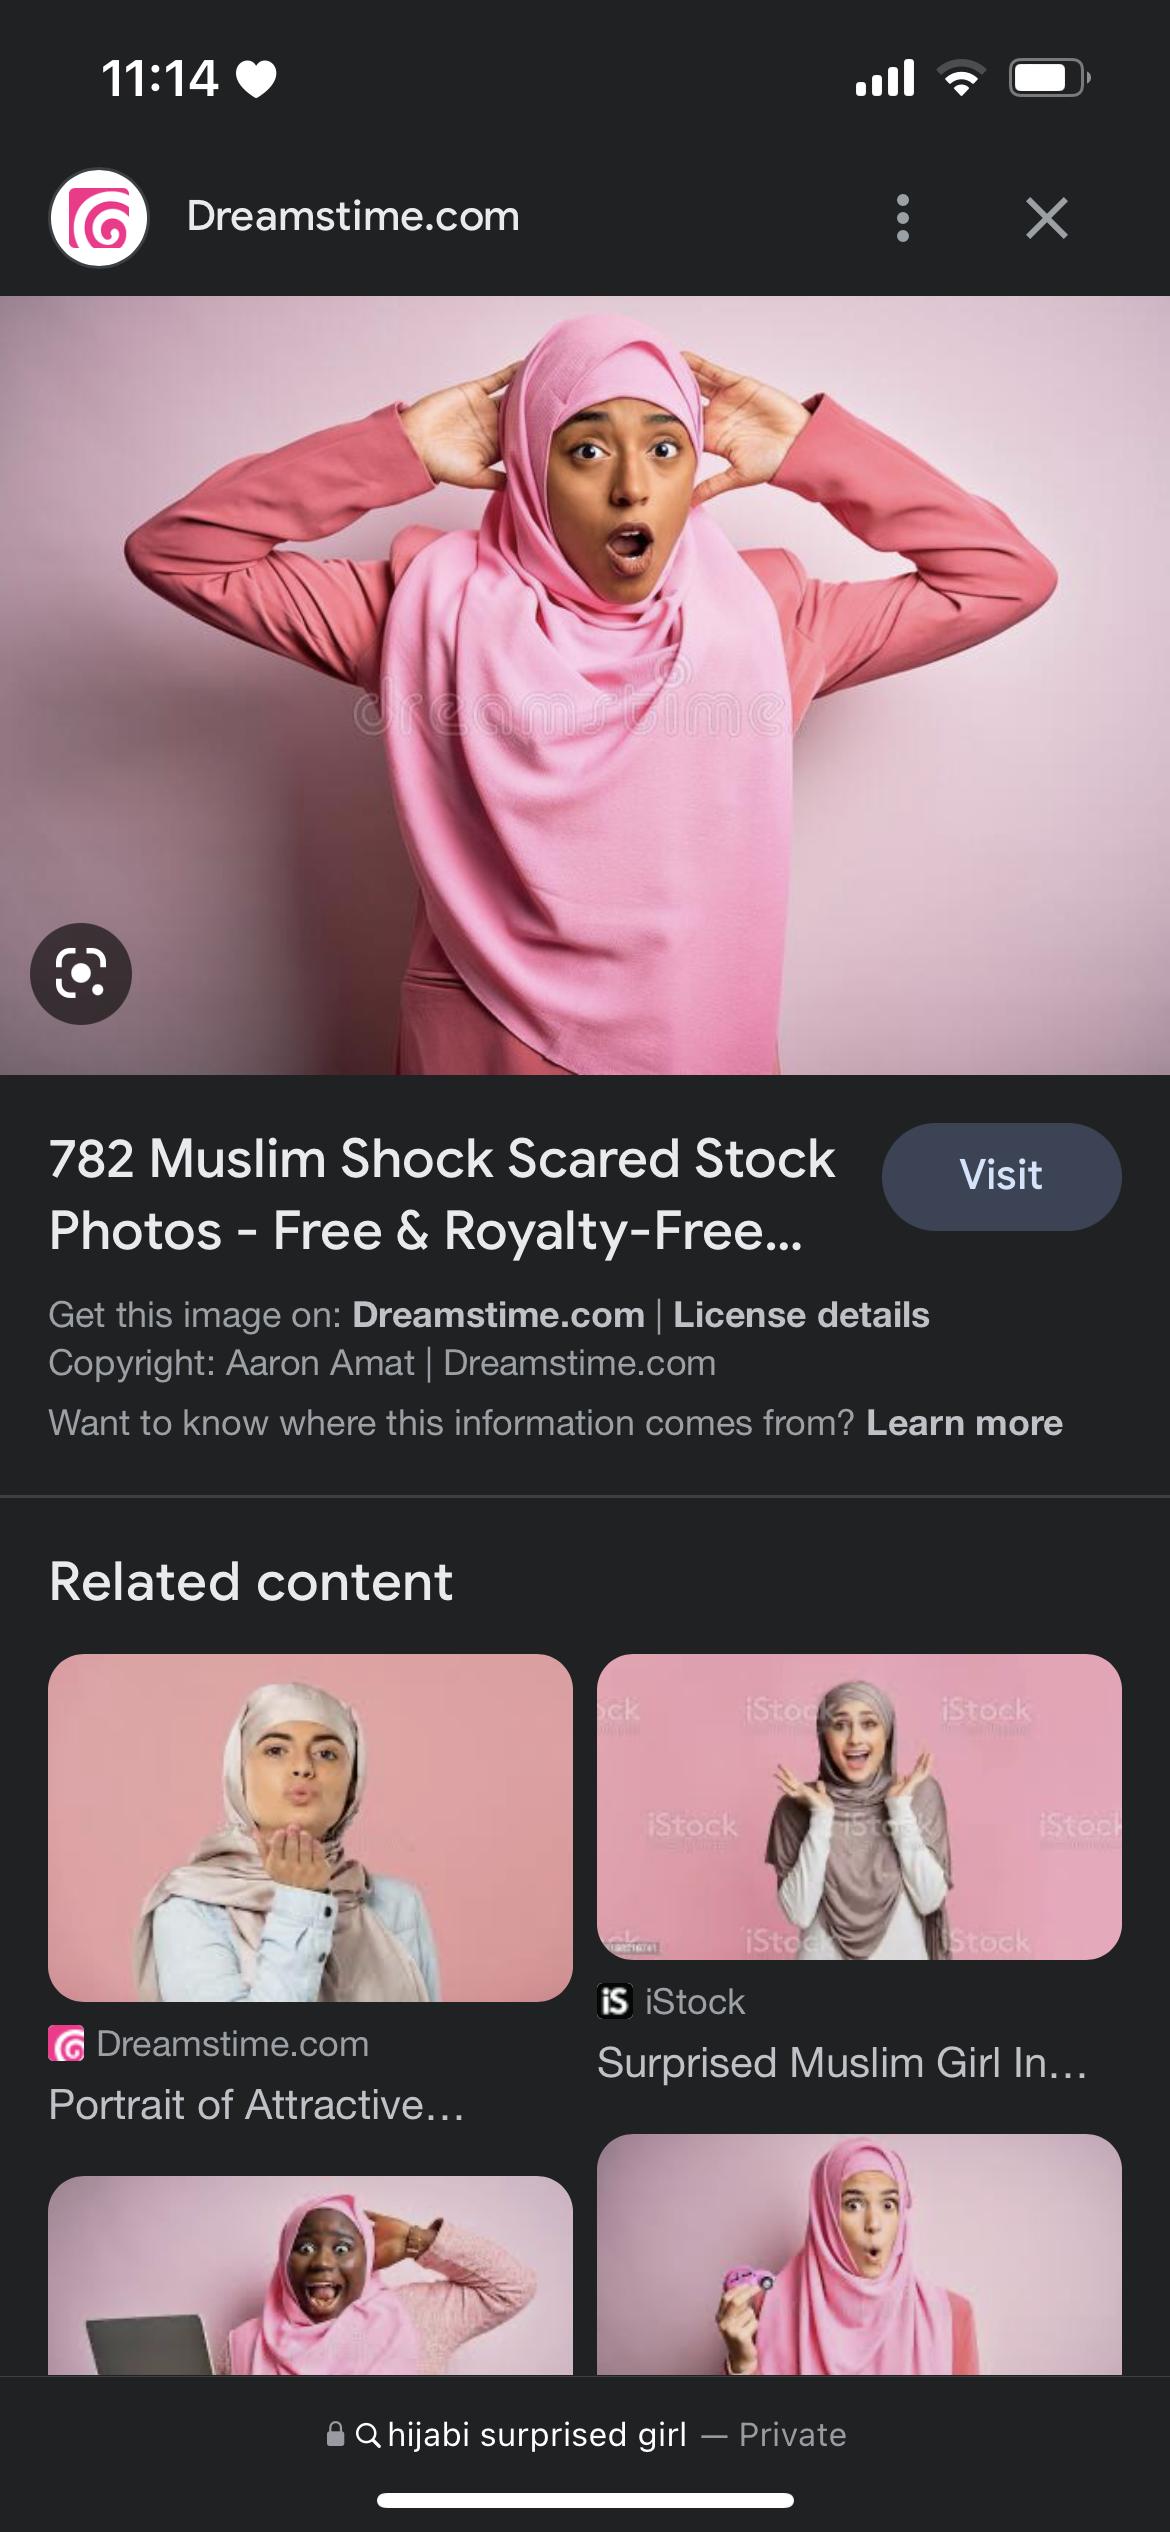 11:14
Dreamstime.com
dreamstime
782 Muslim Shock Scared Stock
Photos - Free & Royalty-Free...
Visit
Get this image on: Dreamstime.com | License details
Copyright: Aaron Amat | Dreamstime.com
Want to know where this information comes from? Learn more
Related content
ock iStock iStock
iStock iStock iStock
iStock iStock
Dreamstime.com
Portrait of Attractive...
iS iStock
Surprised Muslim Girl In...
hijabi surprised girl — Private